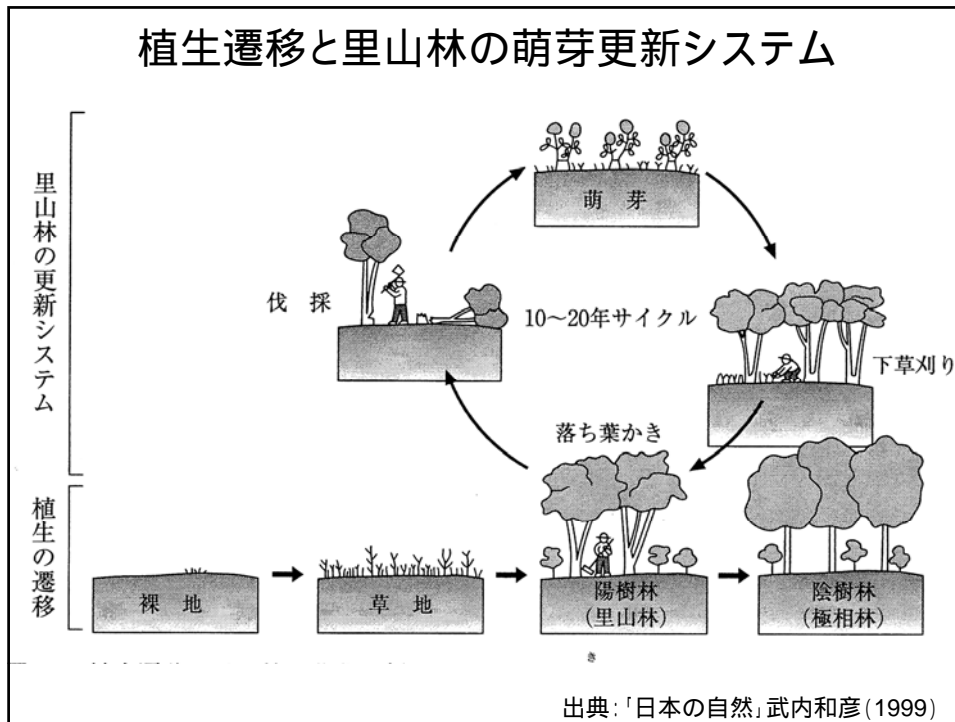 植生遷移と里山林の萌芽更新システム
里山林の更新システム
萌 芽
伐 採
10～20年サイクル
下草刈り
落ち葉かき
植生の遷移
裸 地
草 地
陽樹林
(里山林)
陰樹林
(極相林)
き
出典:「日本の自然」武内和彦(1999)